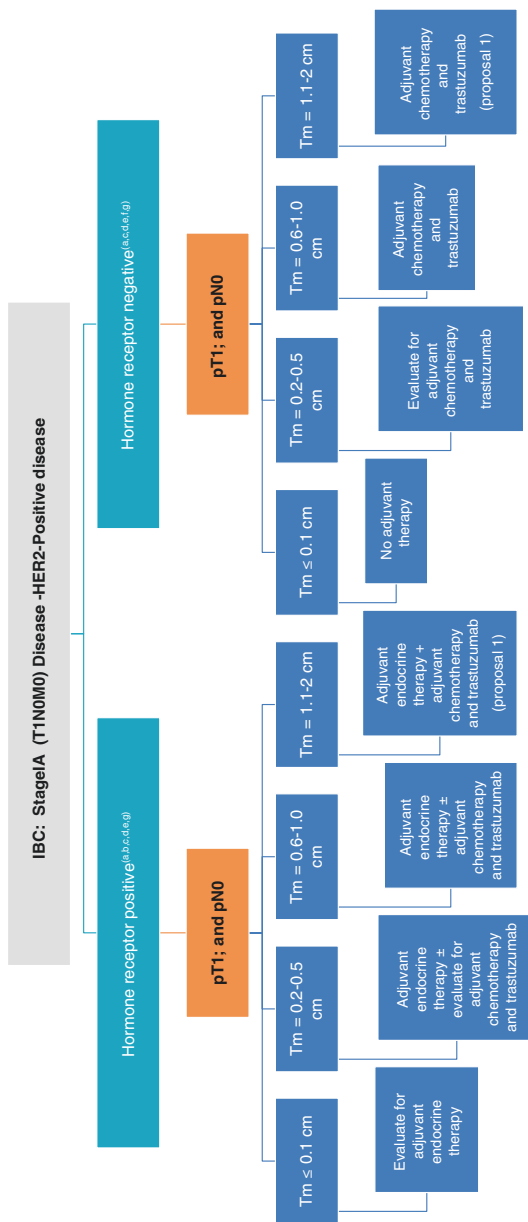 IBC: StageIA (T1N0M0) Disease -HER2-Positive disease
Hormone receptor positive(a,b,c,d,e,g)
pT1; and pN0
Tm ≤ 0.1 cm
Evaluate for
adjuvant
endocrine
therapy
Tm = 0.2-0.5
cm
Adjuvant
endocrine
therapy ±
evaluate for
adjuvant
chemotherapy
and trastuzumab
Tm = 0.6-1.0
cm
Adjuvant
endocrine
therapy ±
adjuvant
chemotherapy
and trastuzumab
Tm = 1.1-2 cm
Adjuvant
endocrine
therapy +
adjuvant
chemotherapy
and trastuzumab
(proposal 1)
Hormone receptor negative(a,c,d,e,f,g)
pT1; and pN0
Tm ≤ 0.1 cm
No adjuvant
therapy
Tm = 0.2-0.5
cm
Evaluate for
adjuvant
chemotherapy
and
trastuzumab
Tm = 0.6-1.0
cm
Adjuvant
chemotherapy
and
trastuzumab
Tm = 1.1-2 cm
Adjuvant
chemotherapy
and
trastuzumab
(proposal 1)